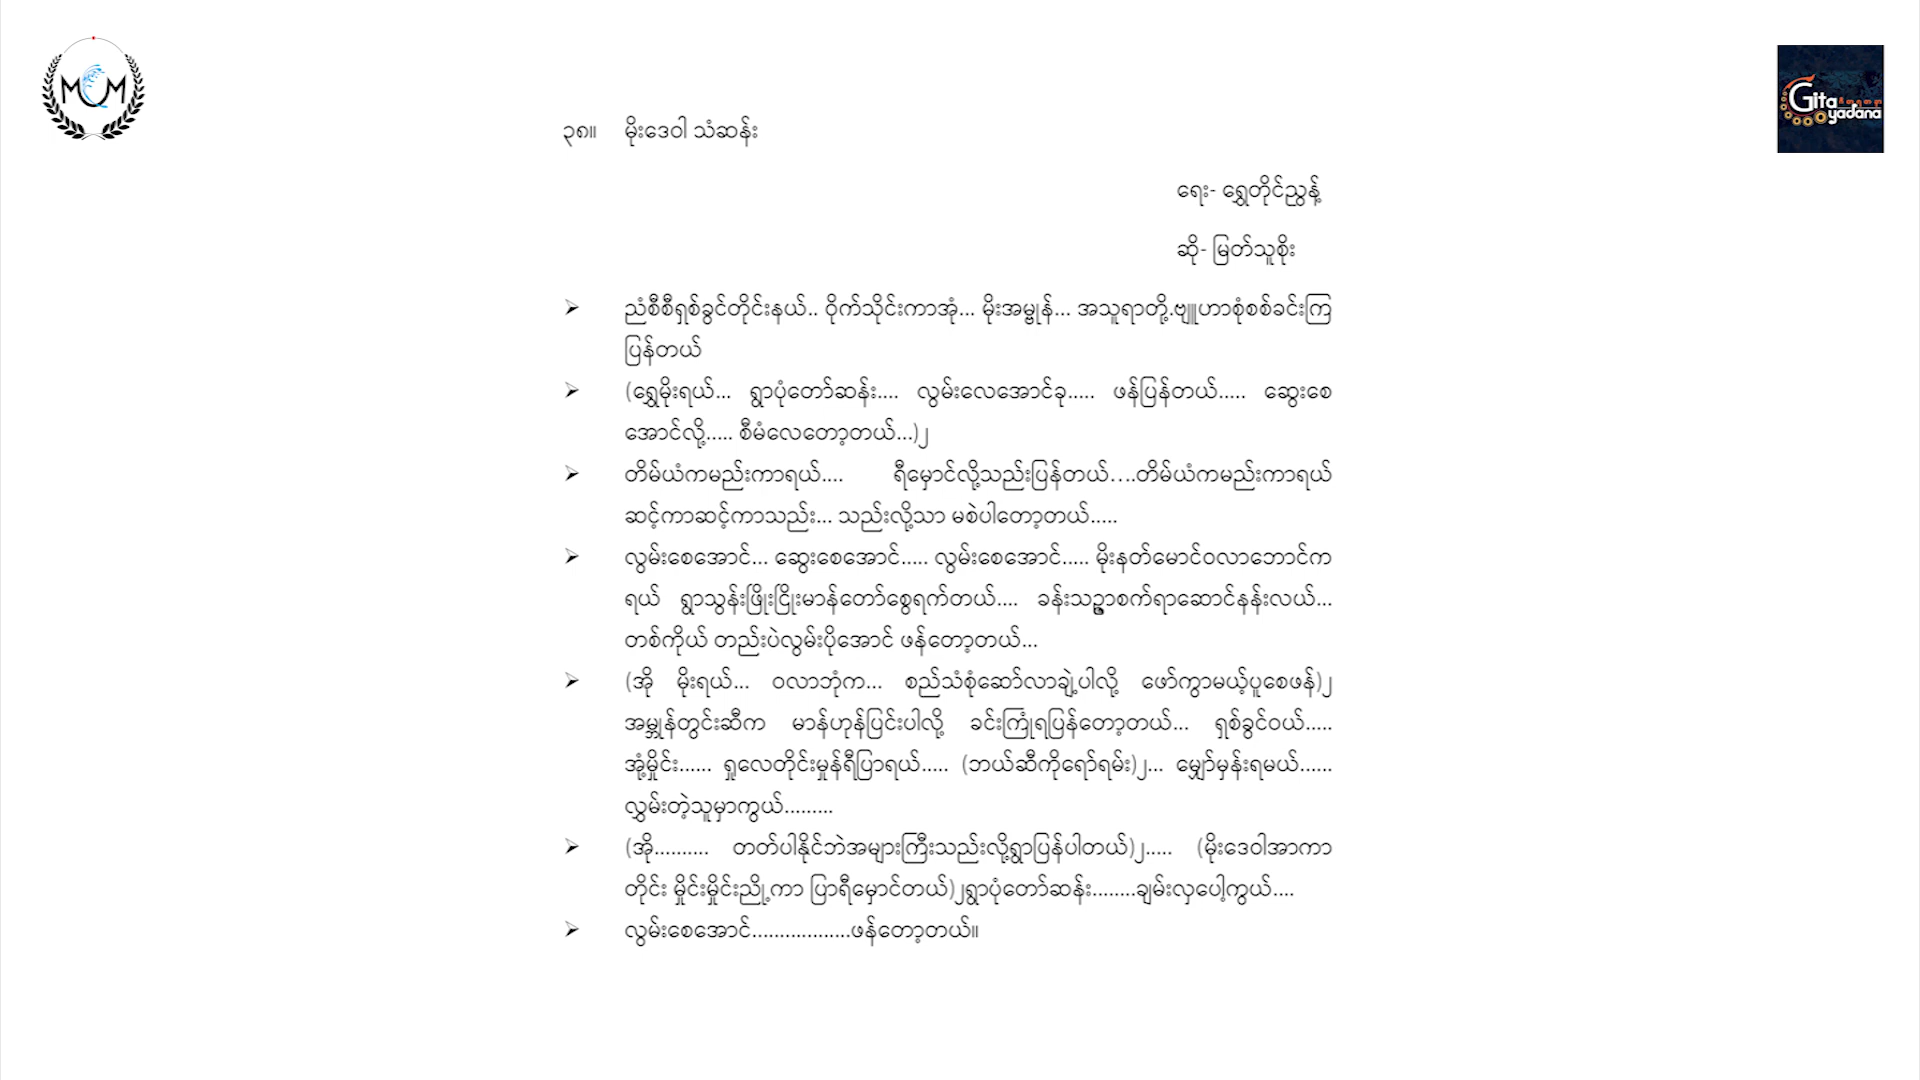 MQM
Gita
ဂီတရတနာ
yadana
၃၈။ မိုးဒေဝါ သံဆန်း
ရေး- ရွှေတိုင်ညွန့်
ဆို- မြတ်သူစိုး
➢ ညံစီစီရှစ်ခွင်တိုင်းနယ်.. ဝိုက်သိုင်းကာအုံ... မိုးအမ္ဗုန်... အသူရာတို့.ဗျူဟာစုံစစ်ခင်းကြ
ပြန်တယ်
➢ (ရွှေမိုးရယ်... ရွာပုံတော်ဆန်း.... လွမ်းလေအောင်ခု..... ဖန်ပြန်တယ်..... ဆွေးစေ
အောင်လို့..... စီမံလေတော့တယ်...)၂
➢ တိမ်ယံကမည်းကာရယ်.... ရီမှောင်လို့သည်းပြန်တယ်....တိမ်ယံကမည်းကာရယ်
ဆင့်ကာဆင့်ကာသည်း... သည်းလို့သာ မစဲပါတော့တယ်.....
➢ လွမ်းစေအောင်... ဆွေးစေအောင်..... လွမ်းစေအောင်..... မိုးနတ်မောင်ဝလာဘောင်က
ရယ် ရွာသွန်းဖြိုးငြိုးမာန်တော်စွေရက်တယ်.... ခန်းသဉ္ဇာစက်ရာဆောင်နန်းလယ်...
တစ်ကိုယ် တည်းပဲလွမ်းပိုအောင် ဖန်တော့တယ်...
➢ (အို မိုးရယ်... ဝလာဘုံက... စည်သံစုံဆော်လာချဲ့ပါလို့ ဖော်ကွာမယ့်ပူစေဖန်)၂
အမ္ဘုန်တွင်းဆီက မာန်ဟုန်ပြင်းပါလို့ ခင်းကြုံရပြန်တော့တယ်... ရှစ်ခွင်ဝယ်.....
အုံ့မှိုင်း...... ရှုလေတိုင်းမှုန်ရီပြာရယ်..... (ဘယ်ဆီကိုရော်ရမ်း)၂... မျှော်မှန်းရမယ်......
လွှမ်းတဲ့သူမှာကွယ်.........
➢ (အို.......... တတ်ပါနိုင်ဘဲအများကြီးသည်းလို့ရွာပြန်ပါတယ်)၂..... (မိုးဒေဝါအာကာ
တိုင်း မှိုင်းမှိုင်းညို့ကာ ပြာရီမှောင်တယ်)၂ရွာပုံတော်ဆန်း........ချမ်းလှပေါ့ကွယ်....
➢ လွမ်းစေအောင်..................ဖန်တော့တယ်။